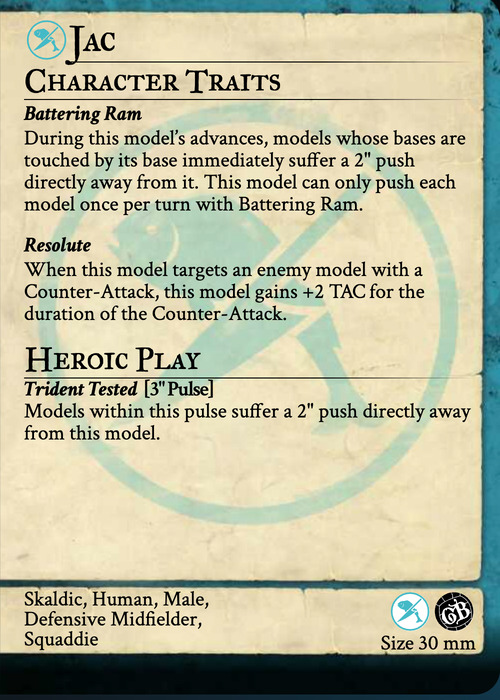 Jac
Character Traits
Battering Ram
During this model's advances, models whose bases are
touched by its base immediately suffer a 2" push
directly away from it. This model can only push each
model once per turn with Battering Ram.
Resolute
When this model targets an enemy model with a
Counter-Attack, this model gains +2 TAC for the
duration of the Counter-Attack.
Heroic Play
Trident Tested [3" Pulse]
Models within this pulse suffer a 2" push directly away
from this model.
Skaldic, Human, Male,
Defensive Midfielder,
Squaddie
GB
Size 30 mm